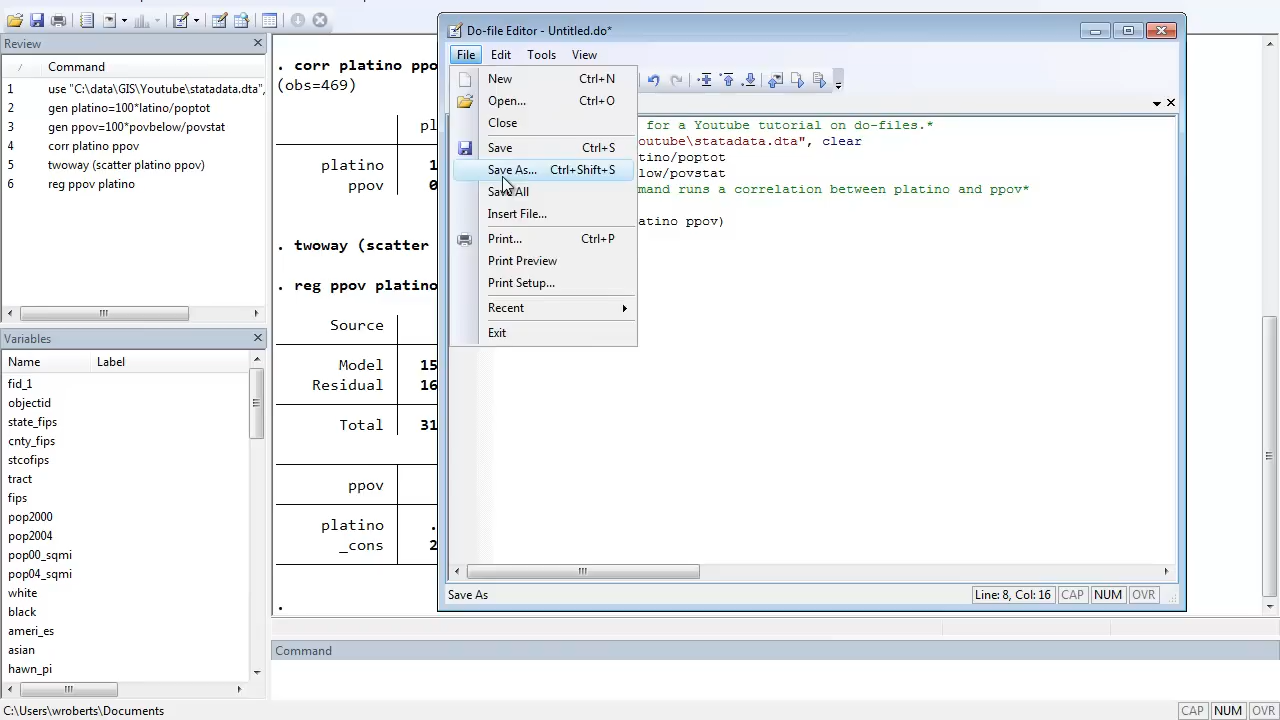 Review
Command
1 use "C:\data\GIS\Youtube\statadata.dta",
2 gen platino=100*latino/poptot
3 gen ppov=100*povbelow/povstat
4 corr platino ppov
5 twoway (scatter platino ppov)
6 reg ppov platino
Variables
Name Label
fid_1
objectid
state_fips
cnty_fips
stcofips
tract
fips
pop2000
pop2004
pop00_sqmi
pop04_sqmi
white
black
ameri_es
asian
hawn_pi
C:\Users\wroberts\Documents
. corr platino ppo
(obs=469)
pl
platino 1
ppov 0
. twoway (scatter
. reg ppov platino
Source
Model 15
Residual 16
Total 31
ppov
platino .
_cons 2
.
Command
CAP NUM OVR
Do-file Editor - Untitled.do*
File Edit Tools View
New Ctrl+N
Open... Ctrl+O
Close
Save Ctrl+S
Save As... Ctrl+Shift+S
Save All
Insert File...
Print... Ctrl+P
Print Preview
Print Setup...
Recent
Exit
for a Youtube tutorial on do-files.*
outube\statadata.dta", clear
tino/poptot
low/povstat
mand runs a correlation between platino and ppov*
atino ppov)
Save As Line: 8, Col: 16 CAP NUM OVR